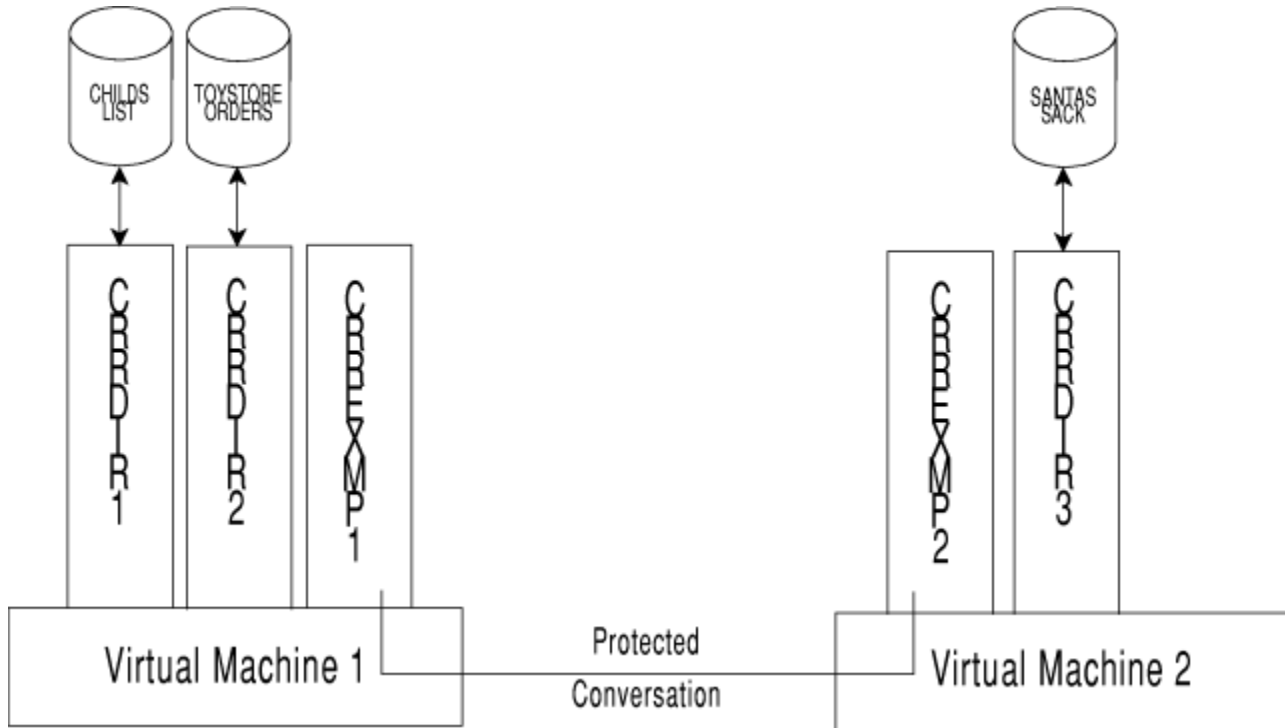 CHILDS
LIST
TOYSTORE
ORDERS
SANTAS
SACK
CRRDIR1
CRRDIR2
CRREXMP1
CRREXMP2
CRRDIR3
Virtual Machine 1
Protected
Conversation
Virtual Machine 2